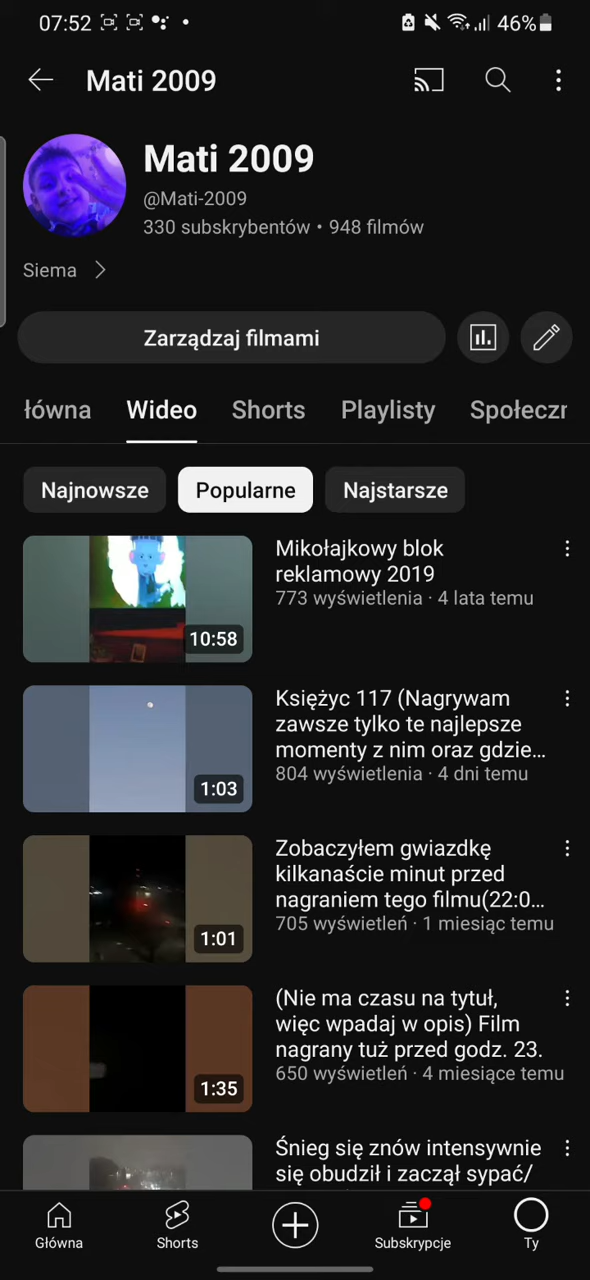 07:52
46%
Mati 2009
Mati 2009
@Mati-2009
330 subskrybentów • 948 filmów
Siema
Zarządzaj filmami
łówna Wideo Shorts Playlisty Społeczn
Najnowsze Popularne Najstarsze
Mikołajkowy blok
reklamowy 2019
773 wyświetlenia · 4 lata temu
10:58
Księżyc 117 (Nagrywam
zawsze tylko te najlepsze
momenty z nim oraz gdzie…
804 wyświetlenia · 4 dni temu
1:03
Zobaczyłem gwiazdkę
kilkanaście minut przed
nagraniem tego filmu(22:0…
705 wyświetleń · 1 miesiąc temu
1:01
(Nie ma czasu na tytuł,
więc wpadaj w opis) Film
nagrany tuż przed godz. 23.
650 wyświetleń · 4 miesiące temu
1:35
Śnieg się znów intensywnie
się obudził i zaczął sypać/
Główna Shorts Subskrypcje Ty